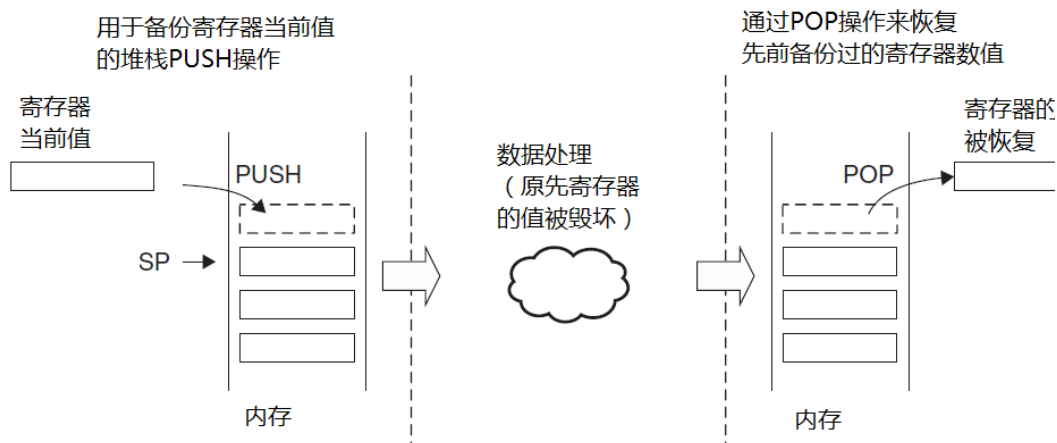 用于备份寄存器当前值
的堆栈PUSH操作
通过POP操作来恢复
先前备份过的寄存器数值
寄存器
当前值
寄存器的
被恢复
PUSH
数据处理
（原先寄存器
的值被毁坏）
POP
SP
内存
内存